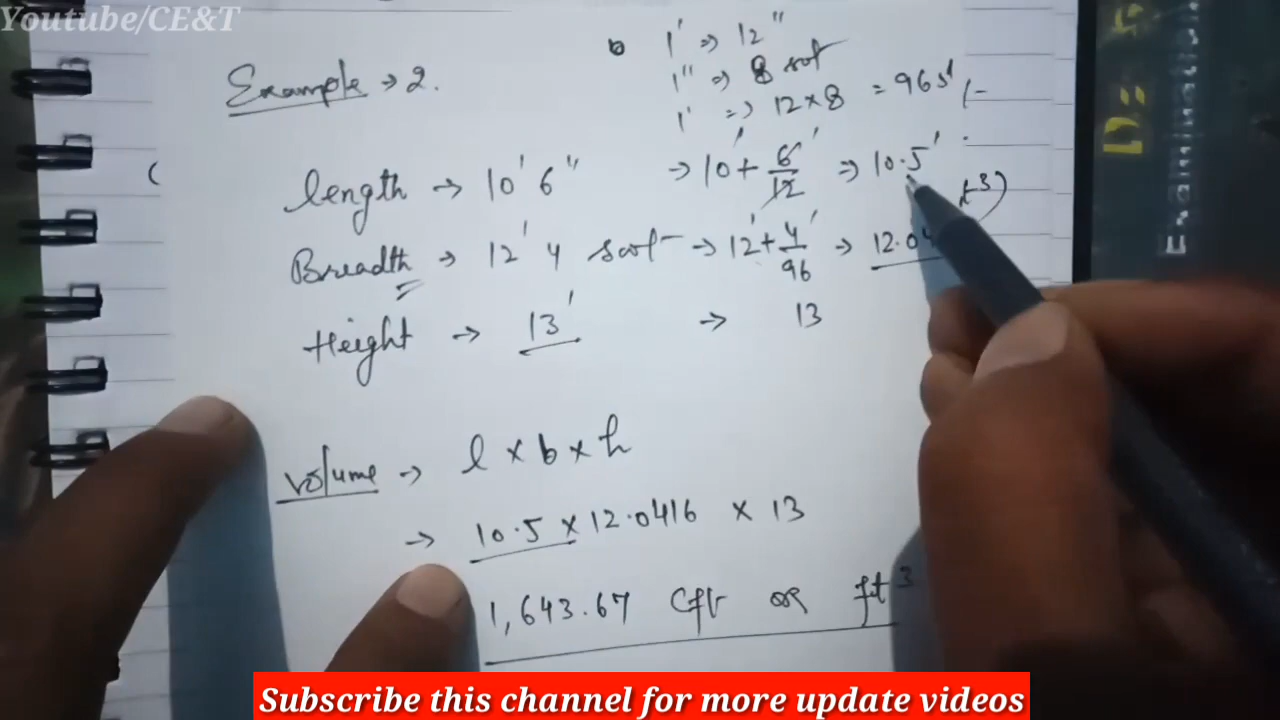 Youtube/CE&T
1' ⇒ 12"
Example → 2.
1" ⇒ 8 sot
1' ⇒ 12×8 = 96 s'/-
length → 10' 6" → 10' + 6/12' ⇒ 10.5'
Breadth → 12' 4 soot → 12' + 4/96' → 12.04
Height → 13' → 13
Volume → l × b × h
→ 10.5 × 12.0416 × 13
1,643.67 Cft or ft³
Subscribe this channel for more update videos